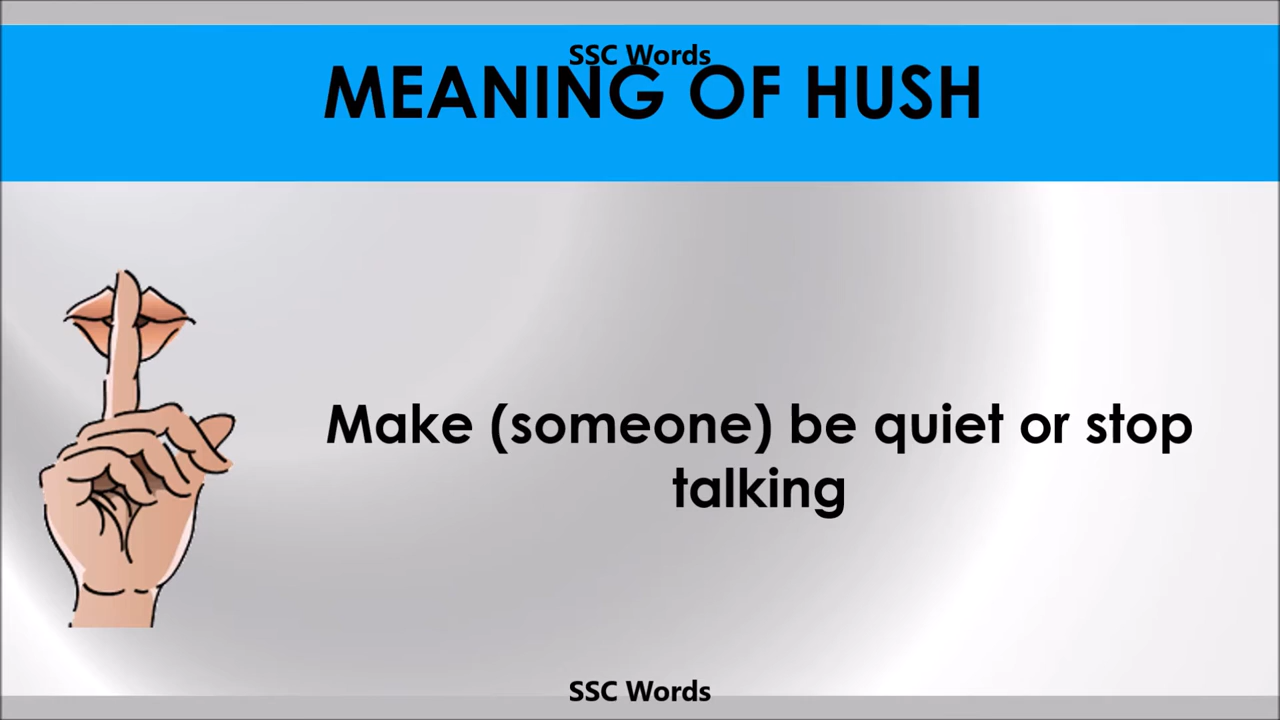 SSC Words
MEANING OF HUSH
Make (someone) be quiet or stop
talking
SSC Words